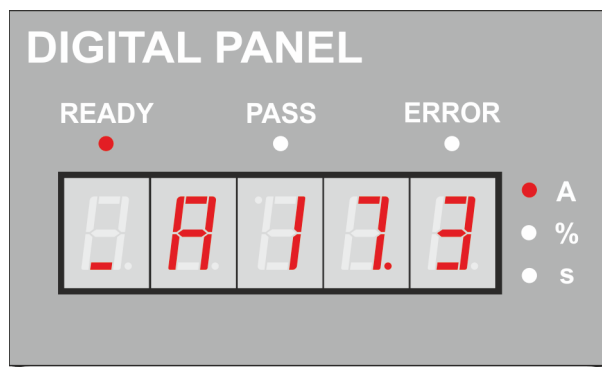 DIGITAL PANEL
READY PASS ERROR
_A17.3
A
%
s